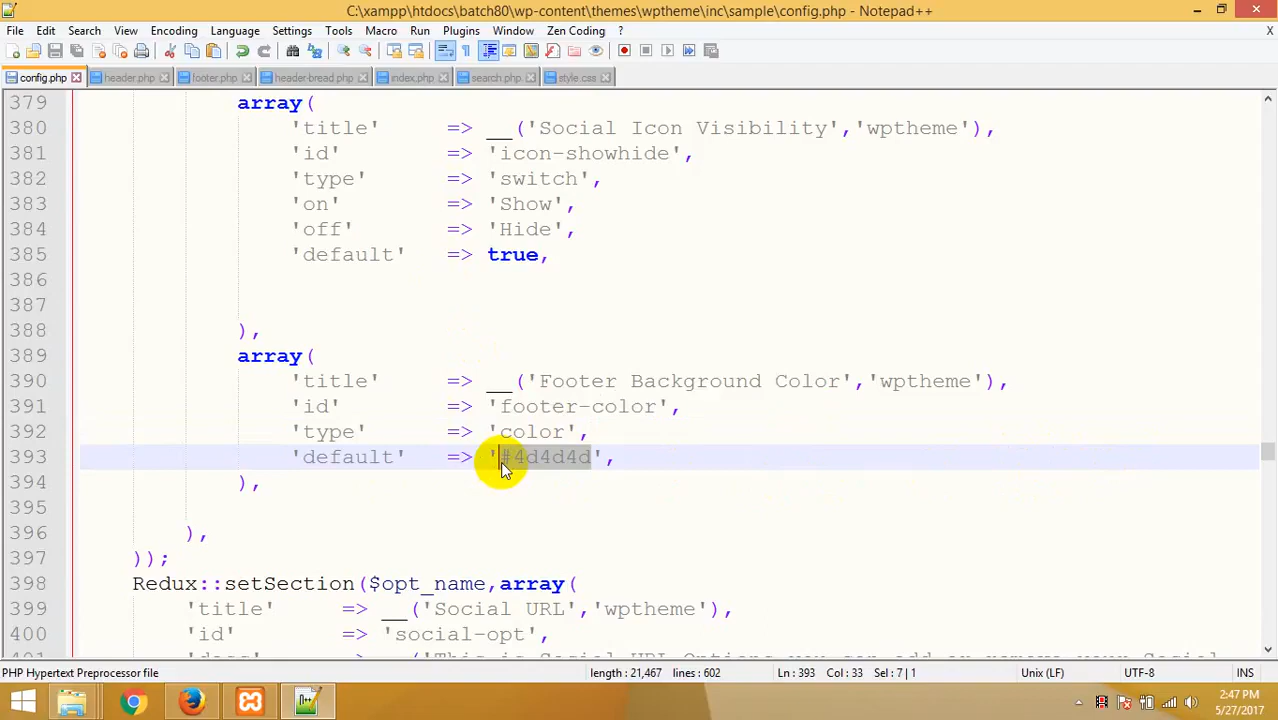 C:\xampp\htdocs\batch80\wp-content\themes\wptheme\inc\sample\config.php - Notepad++
File Edit Search View Encoding Language Settings Tools Macro Run Plugins Window Zen Coding ? X
config.php header.php footer.php header-bread.php index.php search.php style.css
379 array(
380 'title' => __('Social Icon Visibility','wptheme'),
381 'id' => 'icon-showhide',
382 'type' => 'switch',
383 'on' => 'Show',
384 'off' => 'Hide',
385 'default' => true,
386
387
388 ),
389 array(
390 'title' => __('Footer Background Color','wptheme'),
391 'id' => 'footer-color',
392 'type' => 'color',
393 'default' => '#4d4d4d',
394 ),
395
396 ),
397 ));
398 Redux::setSection($opt_name,array(
399 'title' => __('Social URL','wptheme'),
400 'id' => 'social-opt',
PHP Hypertext Preprocessor file length : 21,467 lines : 602 Ln : 393 Col : 33 Sel : 7 | 1 Unix (LF) UTF-8 INS
2:47 PM
5/27/2017